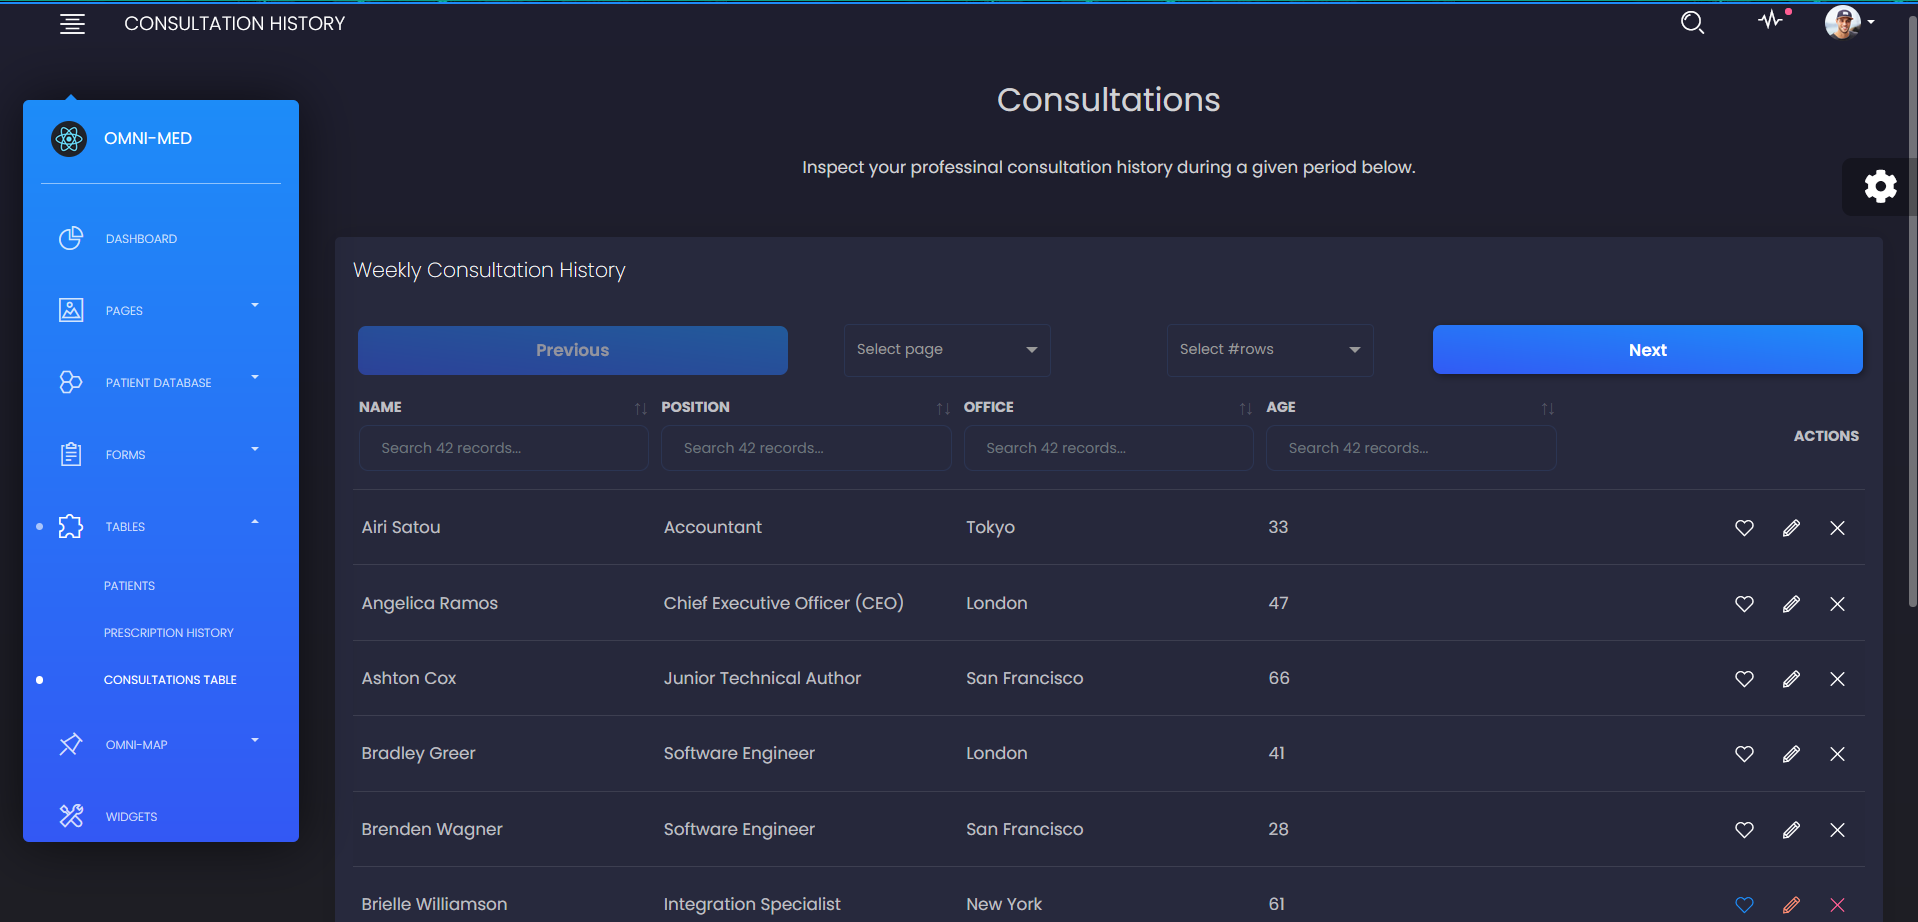 CONSULTATION HISTORY
OMNI-MED
DASHBOARD
PAGES
PATIENT DATABASE
FORMS
TABLES
PATIENTS
PRESCRIPTION HISTORY
CONSULTATIONS TABLE
OMNI-MAP
WIDGETS
Consultations
Inspect your professinal consultation history during a given period below.
Weekly Consultation History
Previous Select page Select #rows Next
NAME POSITION OFFICE AGE
ACTIONS
Search 42 records... Search 42 records... Search 42 records... Search 42 records...
Airi Satou Accountant Tokyo 33
Angelica Ramos Chief Executive Officer (CEO) London 47
Ashton Cox Junior Technical Author San Francisco 66
Bradley Greer Software Engineer London 41
Brenden Wagner Software Engineer San Francisco 28
Brielle Williamson Integration Specialist New York 61